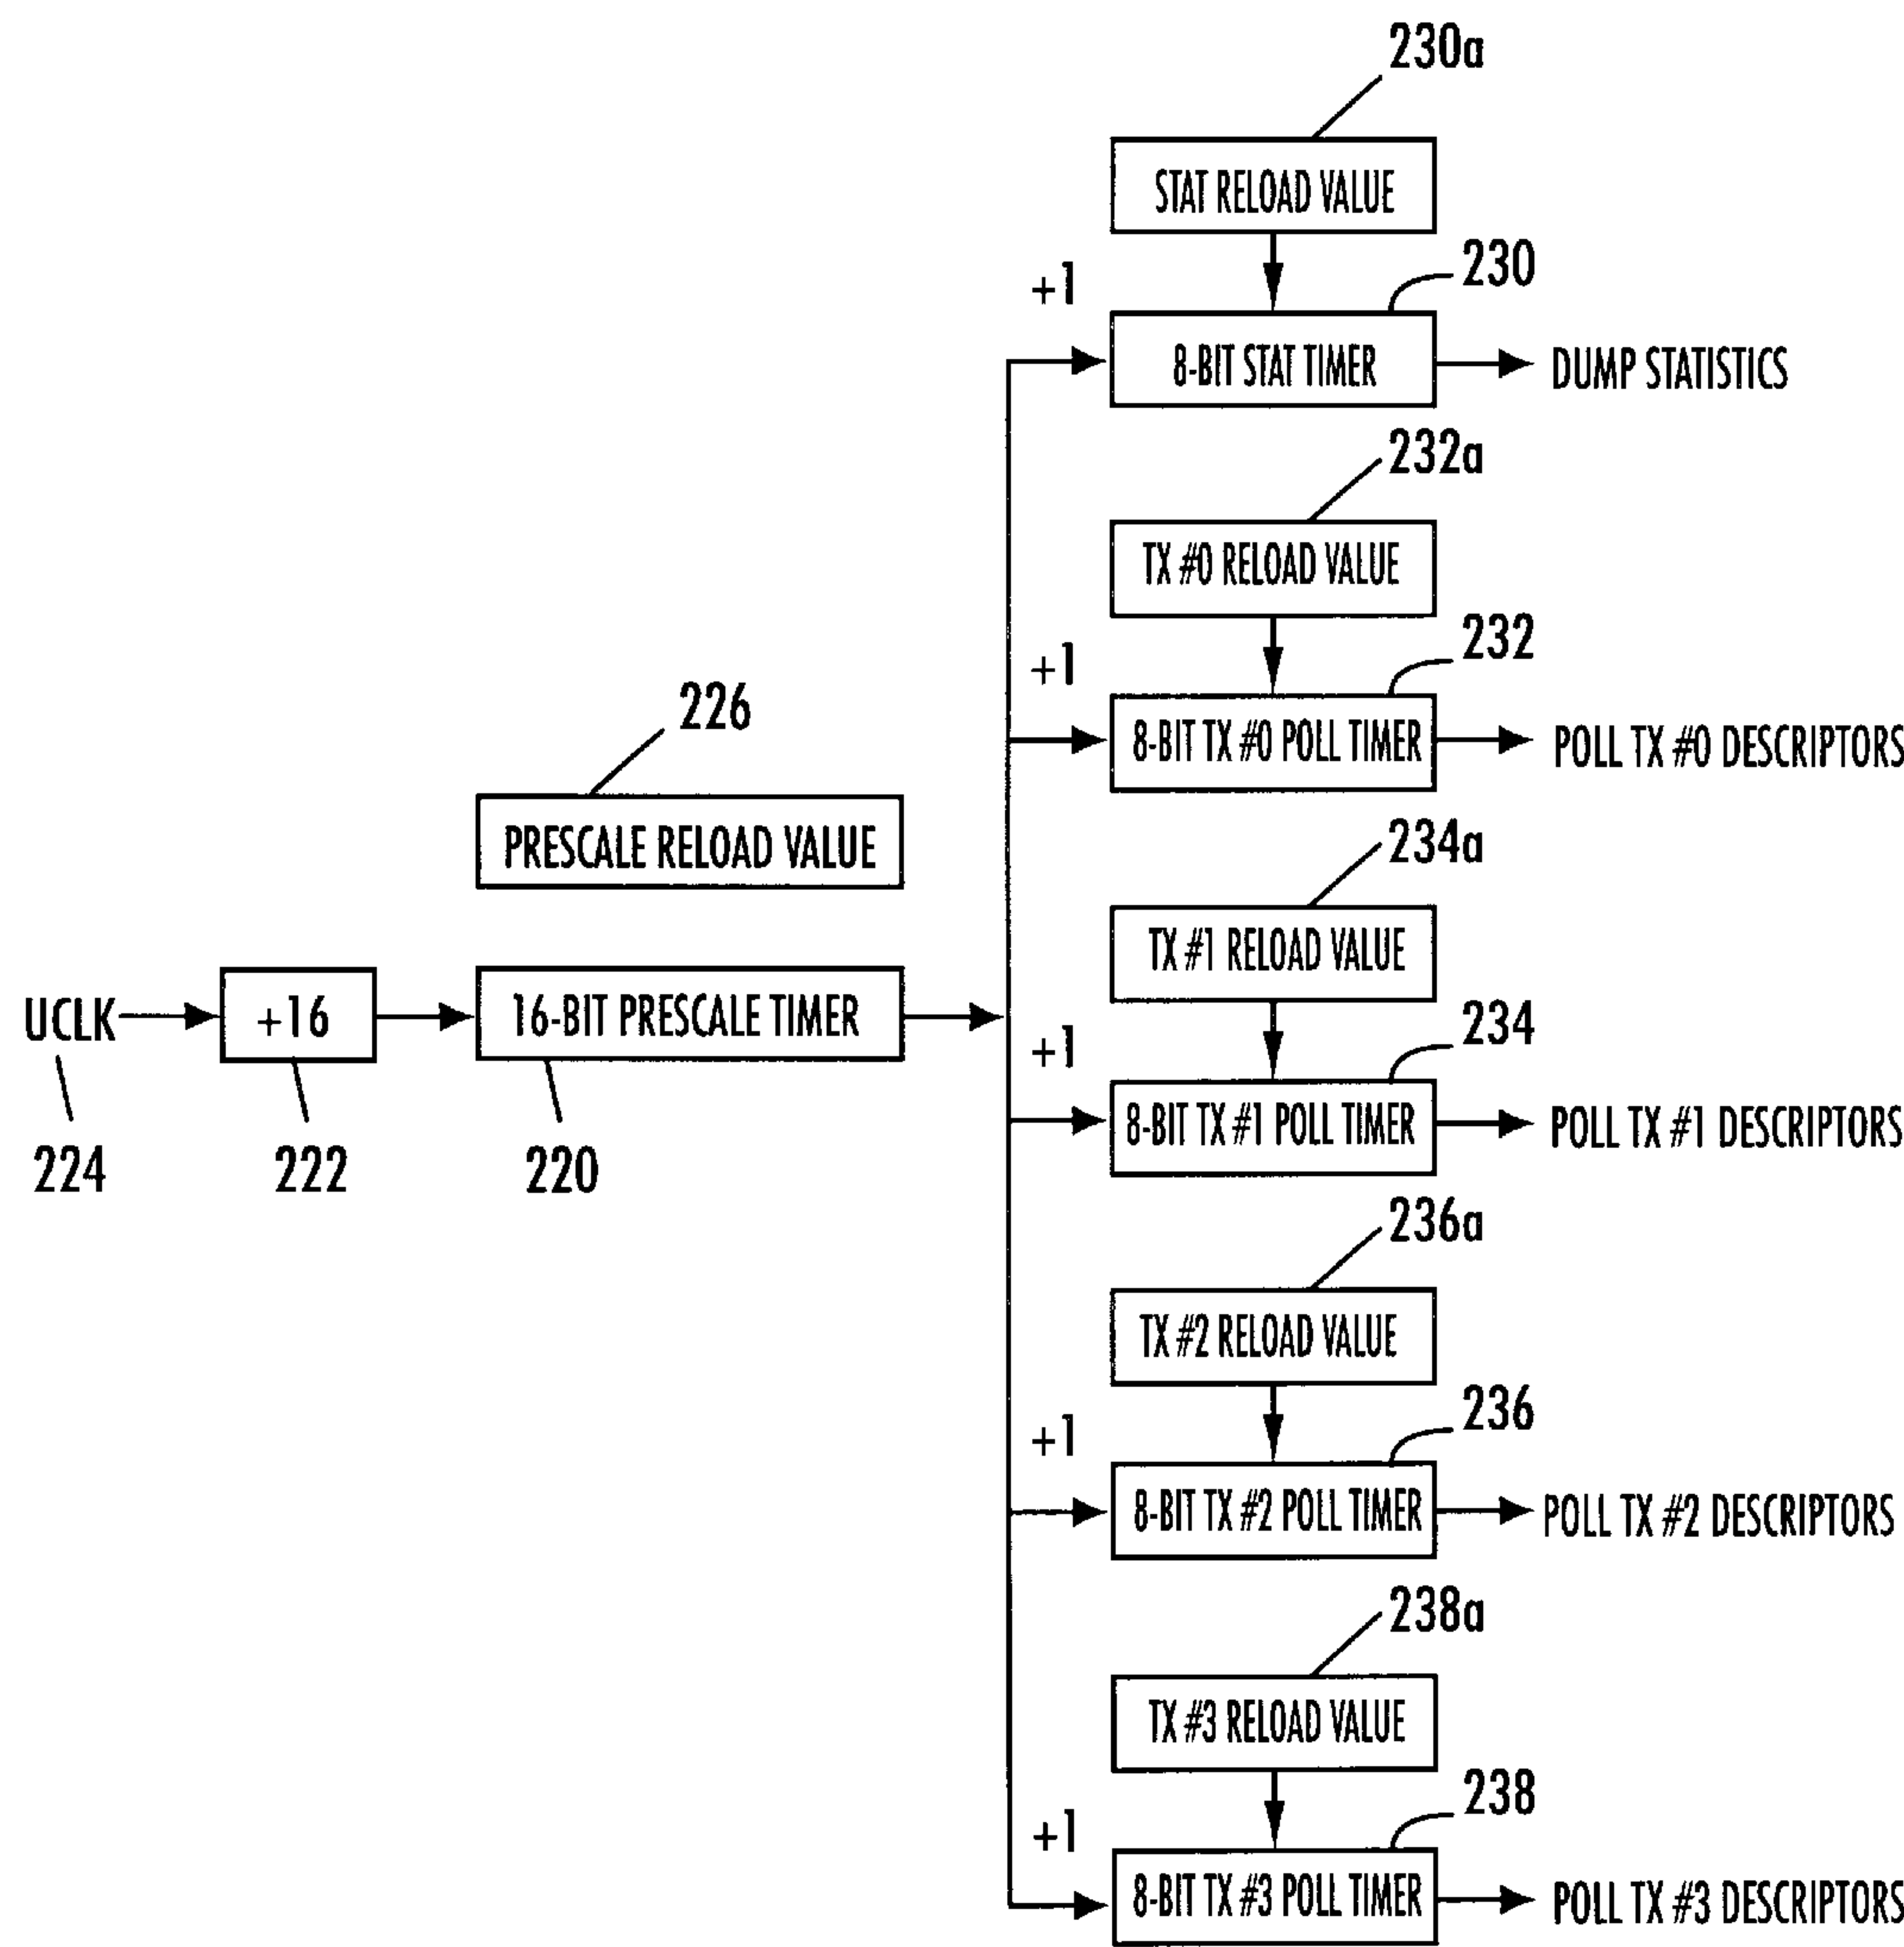 230a
STAT RELOAD VALUE
230
+1
8-BIT STAT TIMER
DUMP STATISTICS
232a
TX #0 RELOAD VALUE
232
+1
8-BIT TX #0 POLL TIMER
POLL TX #0 DESCRIPTORS
226
PRESCALE RELOAD VALUE
234a
TX #1 RELOAD VALUE
UCLK
+16
16-BIT PRESCALE TIMER
234
+1
8-BIT TX #1 POLL TIMER
POLL TX #1 DESCRIPTORS
224
222
220
236a
TX #2 RELOAD VALUE
236
+1
8-BIT TX #2 POLL TIMER
POLL TX #2 DESCRIPTORS
238a
TX #3 RELOAD VALUE
238
+1
8-BIT TX #3 POLL TIMER
POLL TX #3 DESCRIPTORS